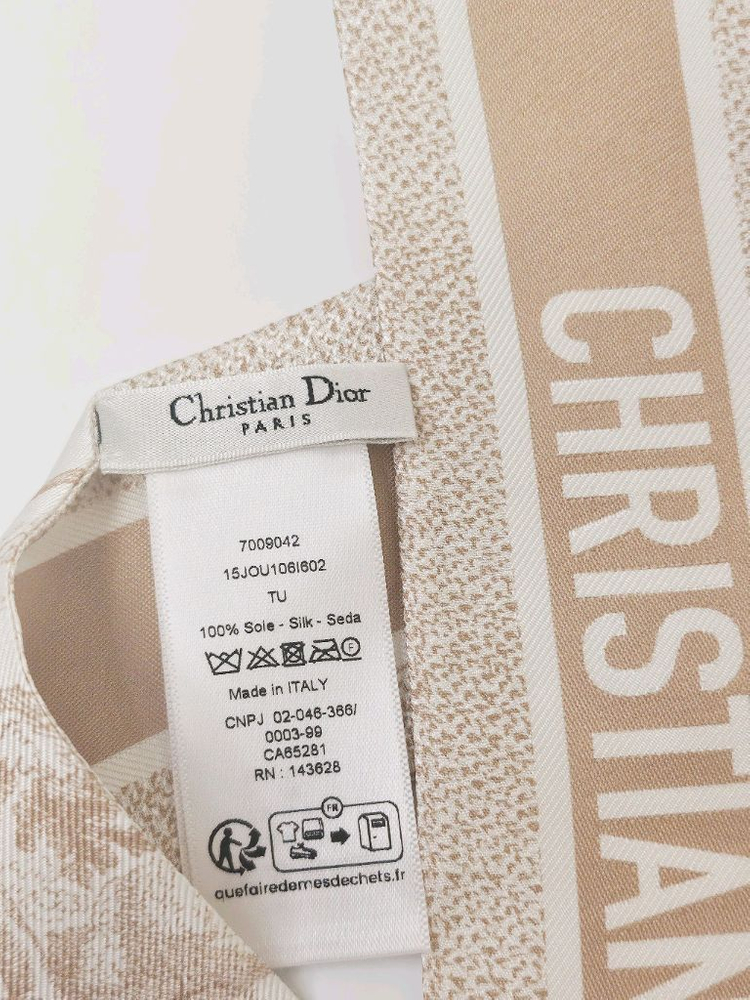 Christian Dior
PARIS
7009042
15JOU106I602
TU
100% Soie - Silk - Seda
F
Made in ITALY
CNPJ 02-046-366/
0003-99
CA65281
RN : 143628
FR
quefairedemesdechets.fr
CHRISTIAN